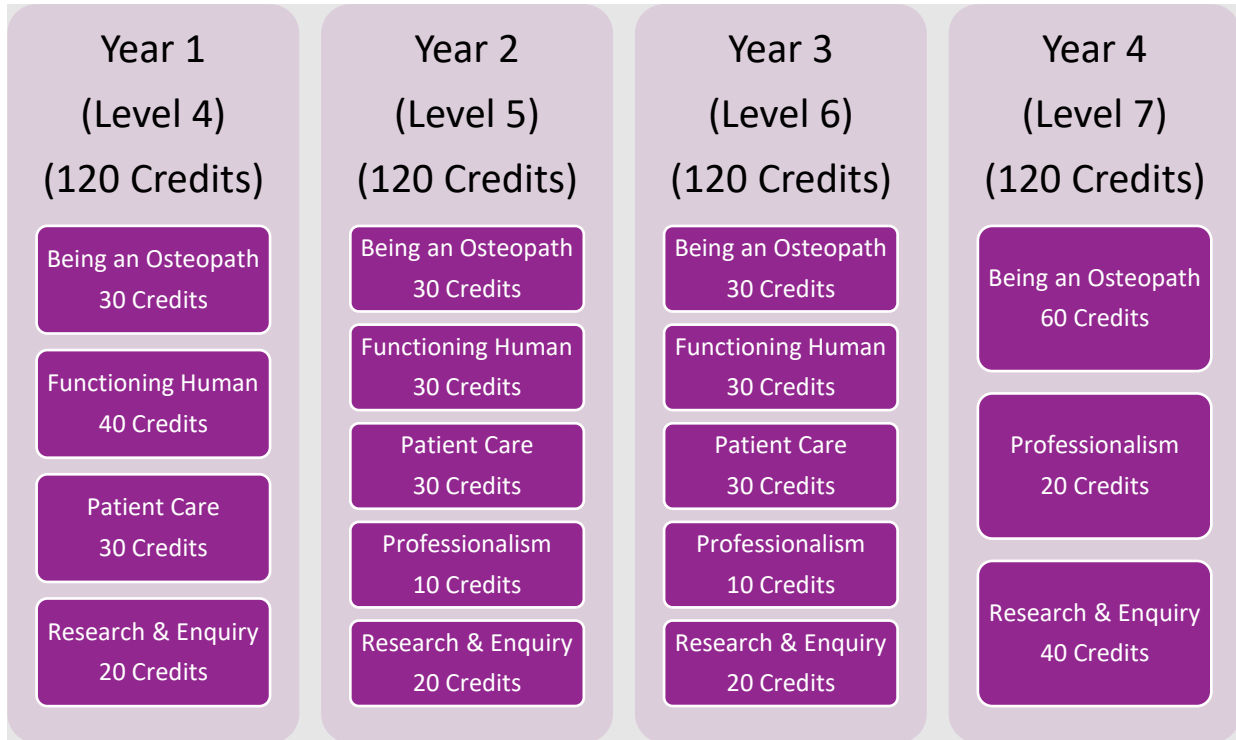 Year 1
(Level 4)
(120 Credits)
Being an Osteopath
30 Credits
Functioning Human
40 Credits
Patient Care
30 Credits
Research & Enquiry
20 Credits
Year 2
(Level 5)
(120 Credits)
Being an Osteopath
30 Credits
Functioning Human
30 Credits
Patient Care
30 Credits
Professionalism
10 Credits
Research & Enquiry
20 Credits
Year 3
(Level 6)
(120 Credits)
Being an Osteopath
30 Credits
Functioning Human
30 Credits
Patient Care
30 Credits
Professionalism
10 Credits
Research & Enquiry
20 Credits
Year 4
(Level 7)
(120 Credits)
Being an Osteopath
60 Credits
Professionalism
20 Credits
Research & Enquiry
40 Credits